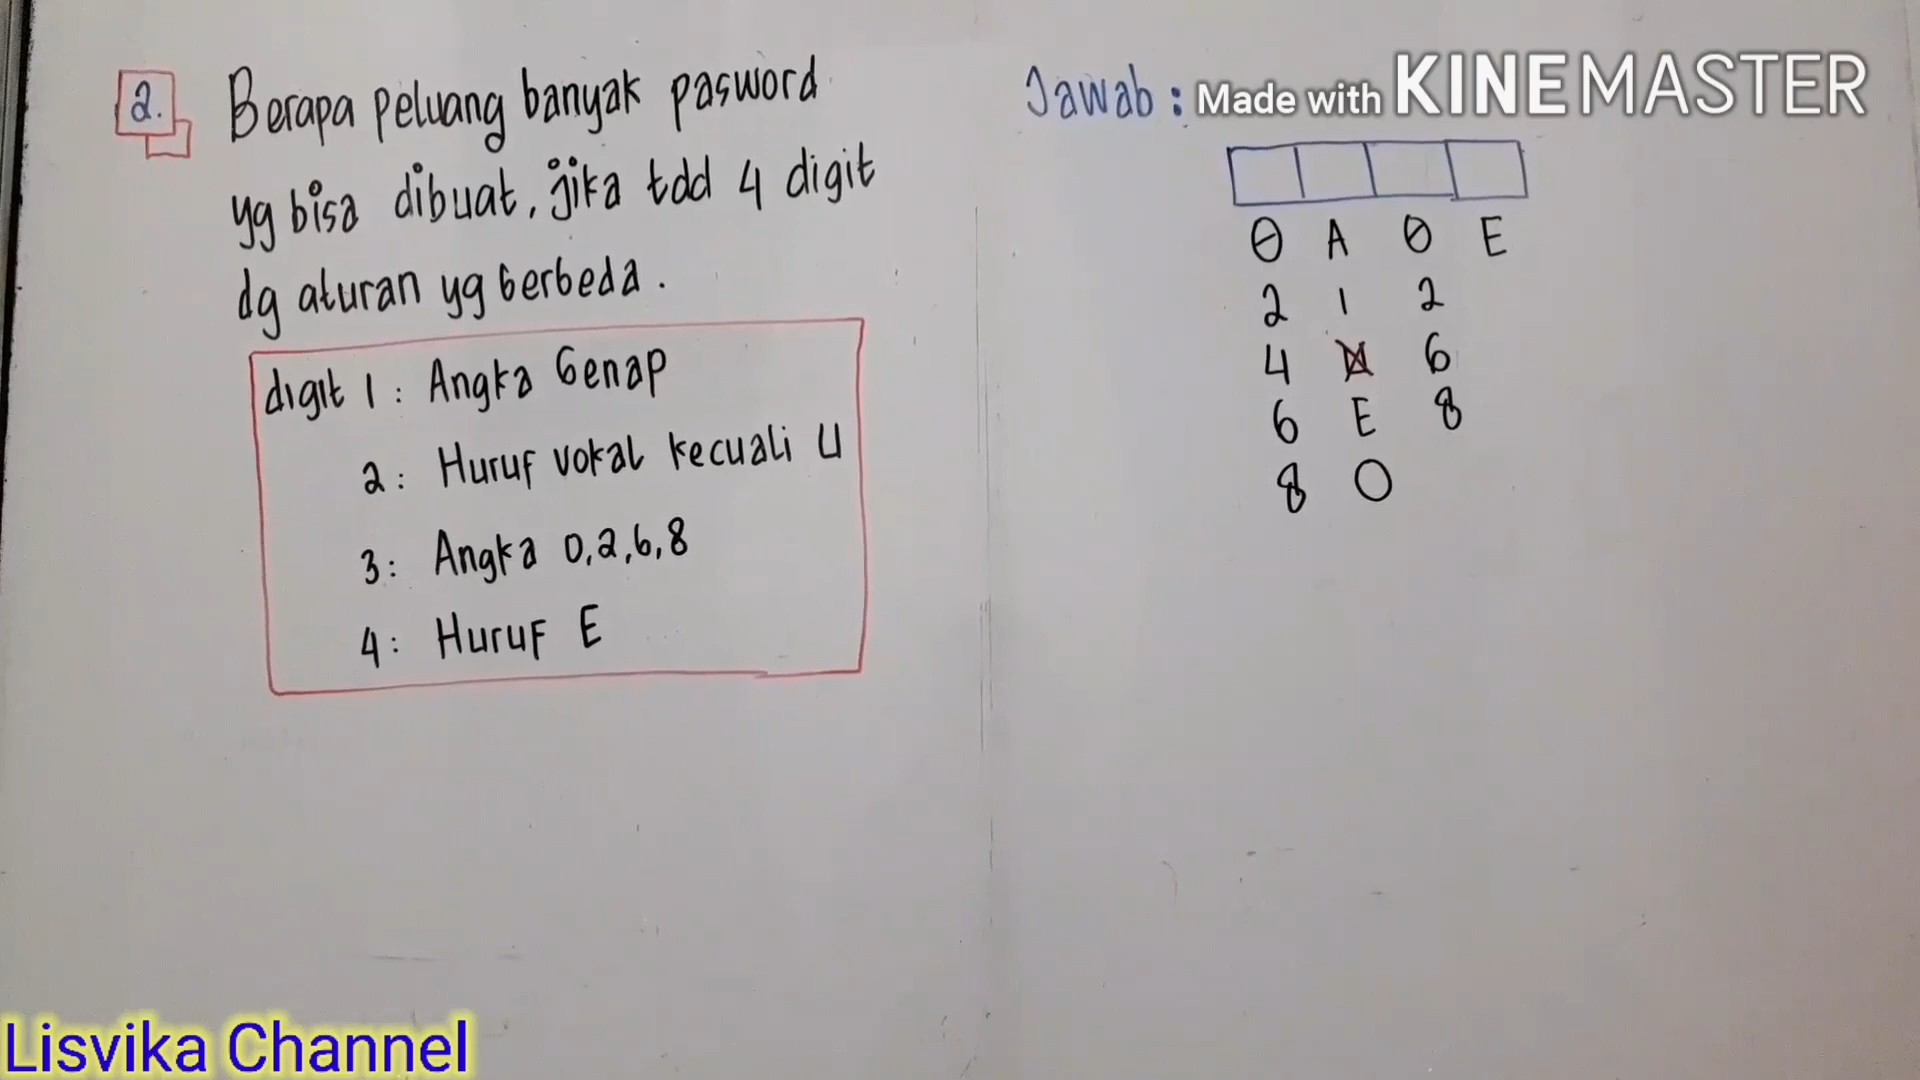 2. Berapa peluang banyak pasword
yg bisa dibuat, jika tdd 4 digit
dg aturan yg berbeda.
digit 1 : Angka Genap
2 : Huruf vokal kecuali U
3 : Angka 0,2,6,8
4 : Huruf E
Jawab :
Made with KINEMASTER
0 A 0 E
2 I 2
4 6
6 E 8
8 O
Lisvika Channel